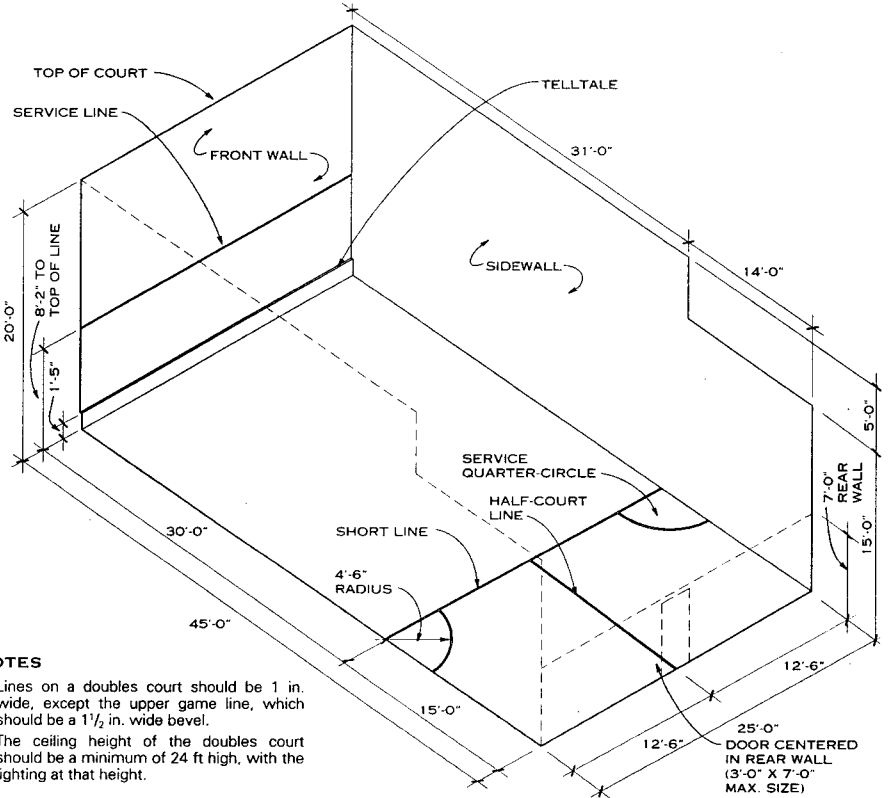 TOP OF COURT
SERVICE LINE
FRONT WALL
TELLTALE
31'-0"
SIDEWALL
14'-0"
20'-0"
8'-2" TO
TOP OF LINE
1'-5"
5'-0"
7'-0"
REAR
WALL
15'-0"
SERVICE
QUARTER-CIRCLE
HALF-COURT
LINE
SHORT LINE
30'-0"
4'-6"
RADIUS
45'-0"
15'-0"
12'-6"
12'-6"
25'-0"
DOOR CENTERED
IN REAR WALL
(3'-0" X 7'-0"
MAX. SIZE)
OTES
Lines on a doubles court should be 1 in.
wide, except the upper game line, which
should be a 1 1/2 in. wide bevel.
The ceiling height of the doubles court
should be a minimum of 24 ft high, with the
ighting at that height.